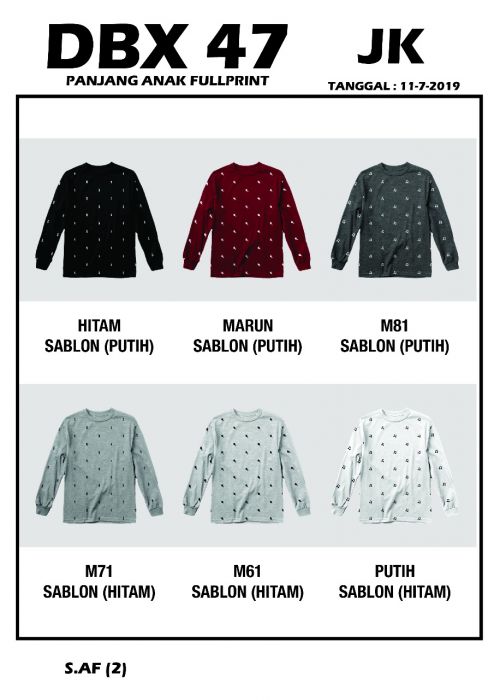 DBX 47
JK
PANJANG ANAK FULLPRINT
TANGGAL : 11-7-2019
HITAM
SABLON (PUTIH)
MARUN
SABLON (PUTIH)
M81
SABLON (PUTIH)
M71
SABLON (HITAM)
M61
SABLON (HITAM)
PUTIH
SABLON (HITAM)
S.AF (2)